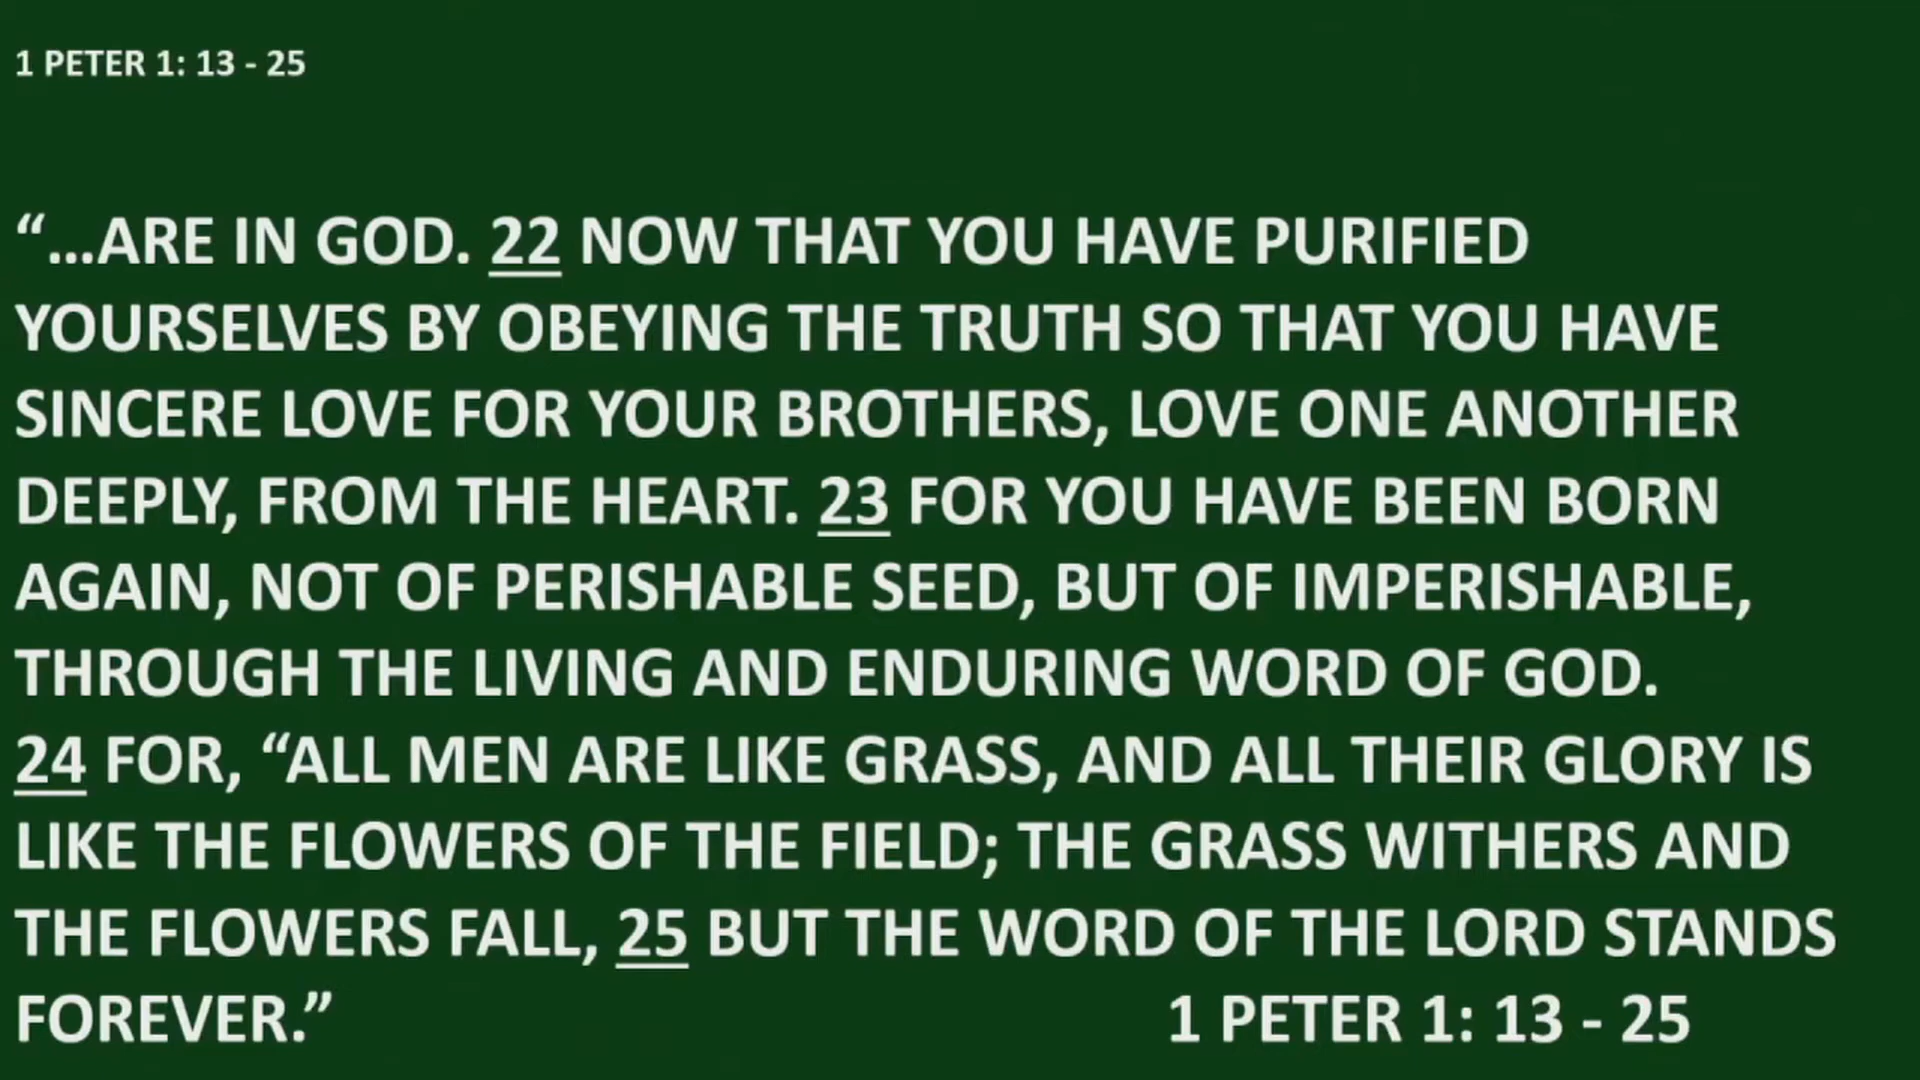 1 PETER 1: 13 - 25
“...ARE IN GOD. 22 NOW THAT YOU HAVE PURIFIED
YOURSELVES BY OBEYING THE TRUTH SO THAT YOU HAVE
SINCERE LOVE FOR YOUR BROTHERS, LOVE ONE ANOTHER
DEEPLY, FROM THE HEART. 23 FOR YOU HAVE BEEN BORN
AGAIN, NOT OF PERISHABLE SEED, BUT OF IMPERISHABLE,
THROUGH THE LIVING AND ENDURING WORD OF GOD.
24 FOR, “ALL MEN ARE LIKE GRASS, AND ALL THEIR GLORY IS
LIKE THE FLOWERS OF THE FIELD; THE GRASS WITHERS AND
THE FLOWERS FALL, 25 BUT THE WORD OF THE LORD STANDS
FOREVER.” 1 PETER 1: 13 - 25